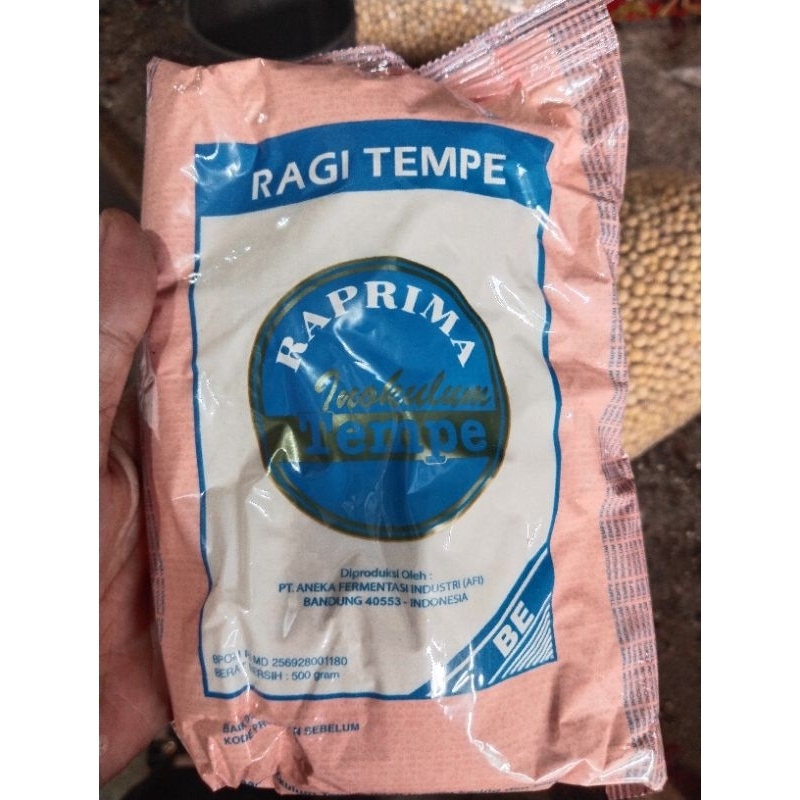 RAGI TEMPE
RAPRIMA
Inokulum
Tempe
Diproduksi Oleh :
PT. ANEKA FERMENTASI INDUSTRI (AFI)
BANDUNG 40553 - INDONESIA
BE
MD 256928001180
: 500 gram
SEBELUM